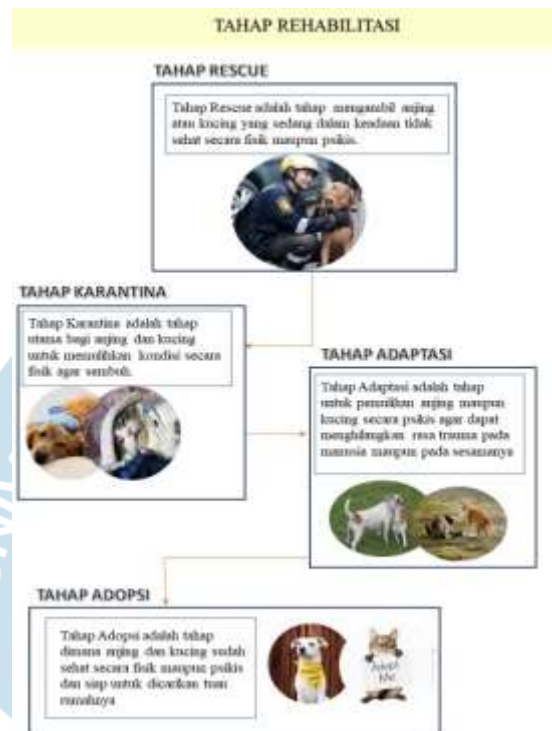 TAHAP REHABILITASI
TAHAP RESCUE
Tahap Rescue adalah tahap mengambil anjing
atau kucing yang sedang dalam keadaan tidak
sehat secara fisik maupun psikis.
TAHAP KARANTINA
Tahap Karantina adalah tahap
utama bagi anjing dan kucing
untuk memulihkan kondisi secara
fisik agar sembuh.
TAHAP ADAPTASI
Tahap Adaptasi adalah tahap
untuk pemulihan anjing maupun
kucing secara psikis agar dapat
menghilangkan rasa trauma pada
manusia maupun pada sesamanya
TAHAP ADOPSI
Tahap Adopsi adalah tahap
dimana anjing dan kucing sudah
sehat secara fisik maupun psikis
dan siap untuk dicarikan tuan
rumahnya
Adopt
Me